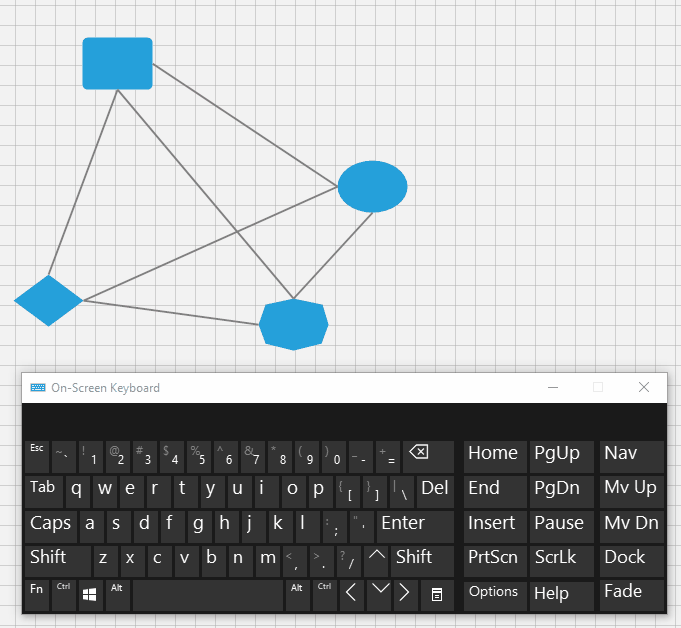 On-Screen Keyboard
Esc ~ ` ! 1 @ 2 # 3 $ 4 % 5 ^ 6 & 7 * 8 ( 9 ) 0 _ - + = Home PgUp Nav
Tab q w e r t y u i o p { [ } ] | \ Del End PgDn Mv Up
Caps a s d f g h j k l : ; " ' Enter Insert Pause Mv Dn
Shift z x c v b n m < , > . ? / Shift PrtScn ScrLk Dock
Fn Ctrl Alt Alt Ctrl Options Help Fade